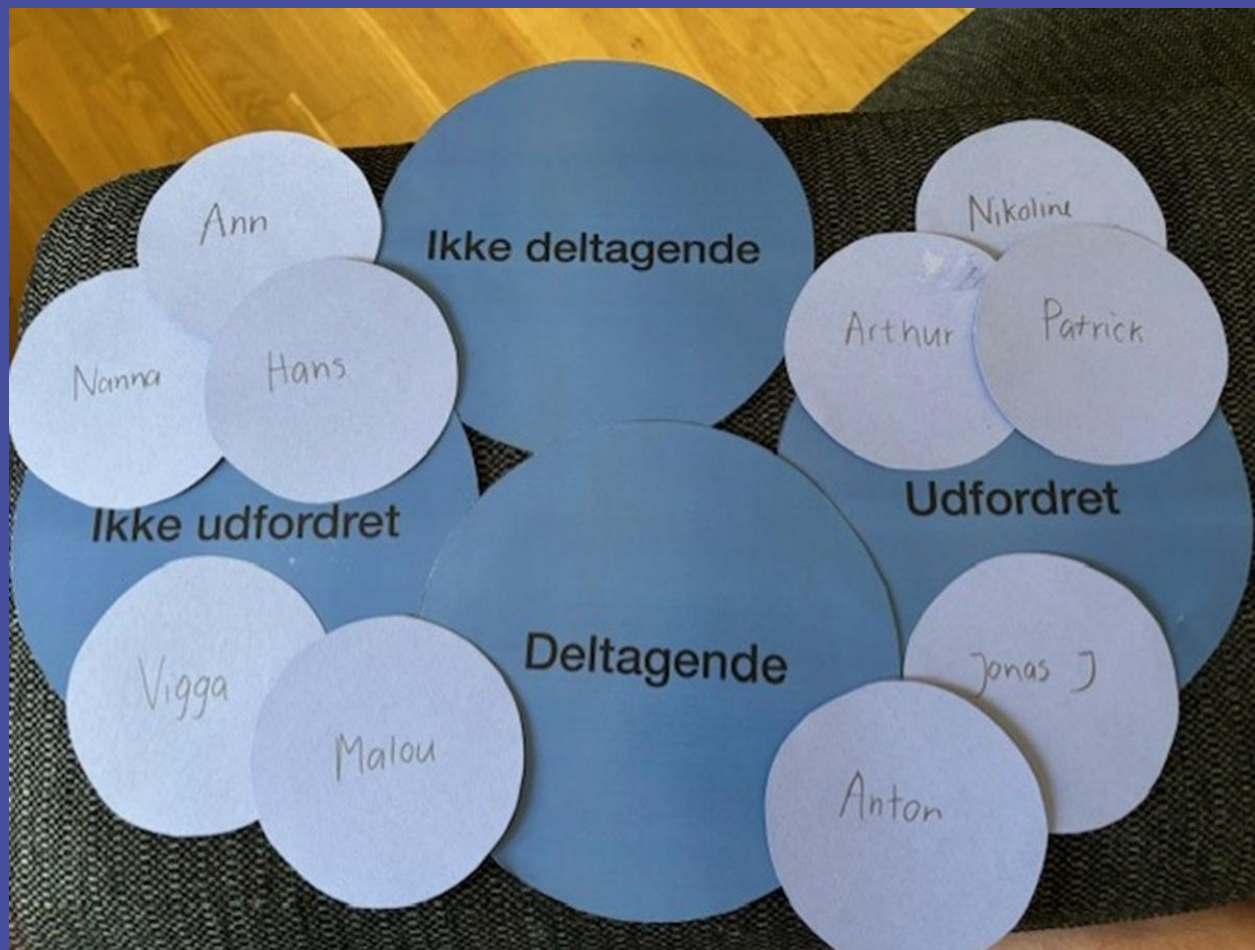 Ann
Nikoline
Ikke deltagende
Arthur
Patrick
Nanna
Hans
Ikke udfordret
Udfordret
Vigga
Malou
Deltagende
Jonas J
Anton